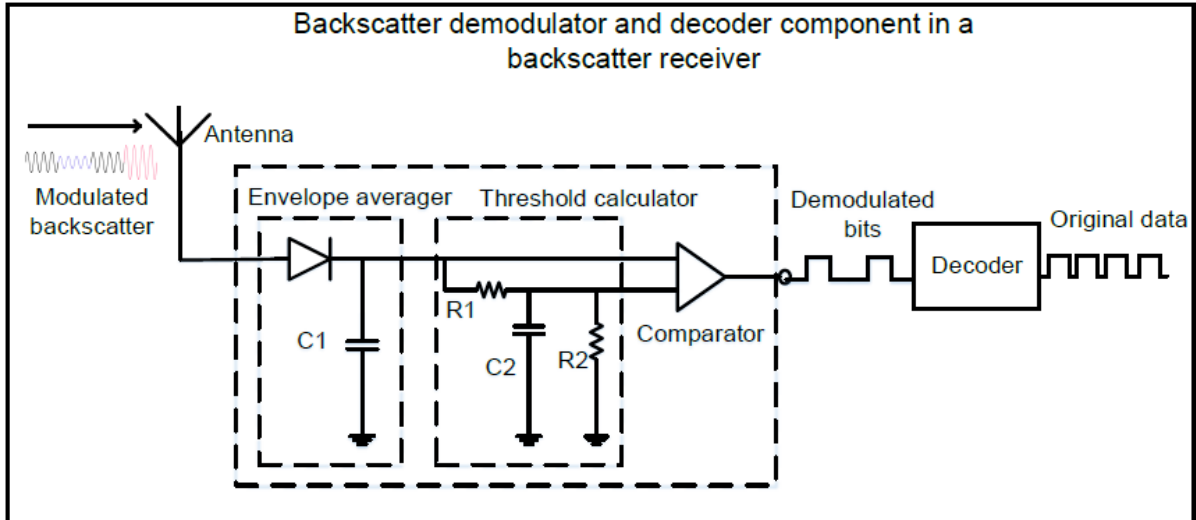 Backscatter demodulator and decoder component in a
backscatter receiver
Antenna
Modulated
backscatter
Envelope averager
Threshold calculator
Demodulated
bits
Original data
Decoder
R1
Comparator
C1
C2
R2